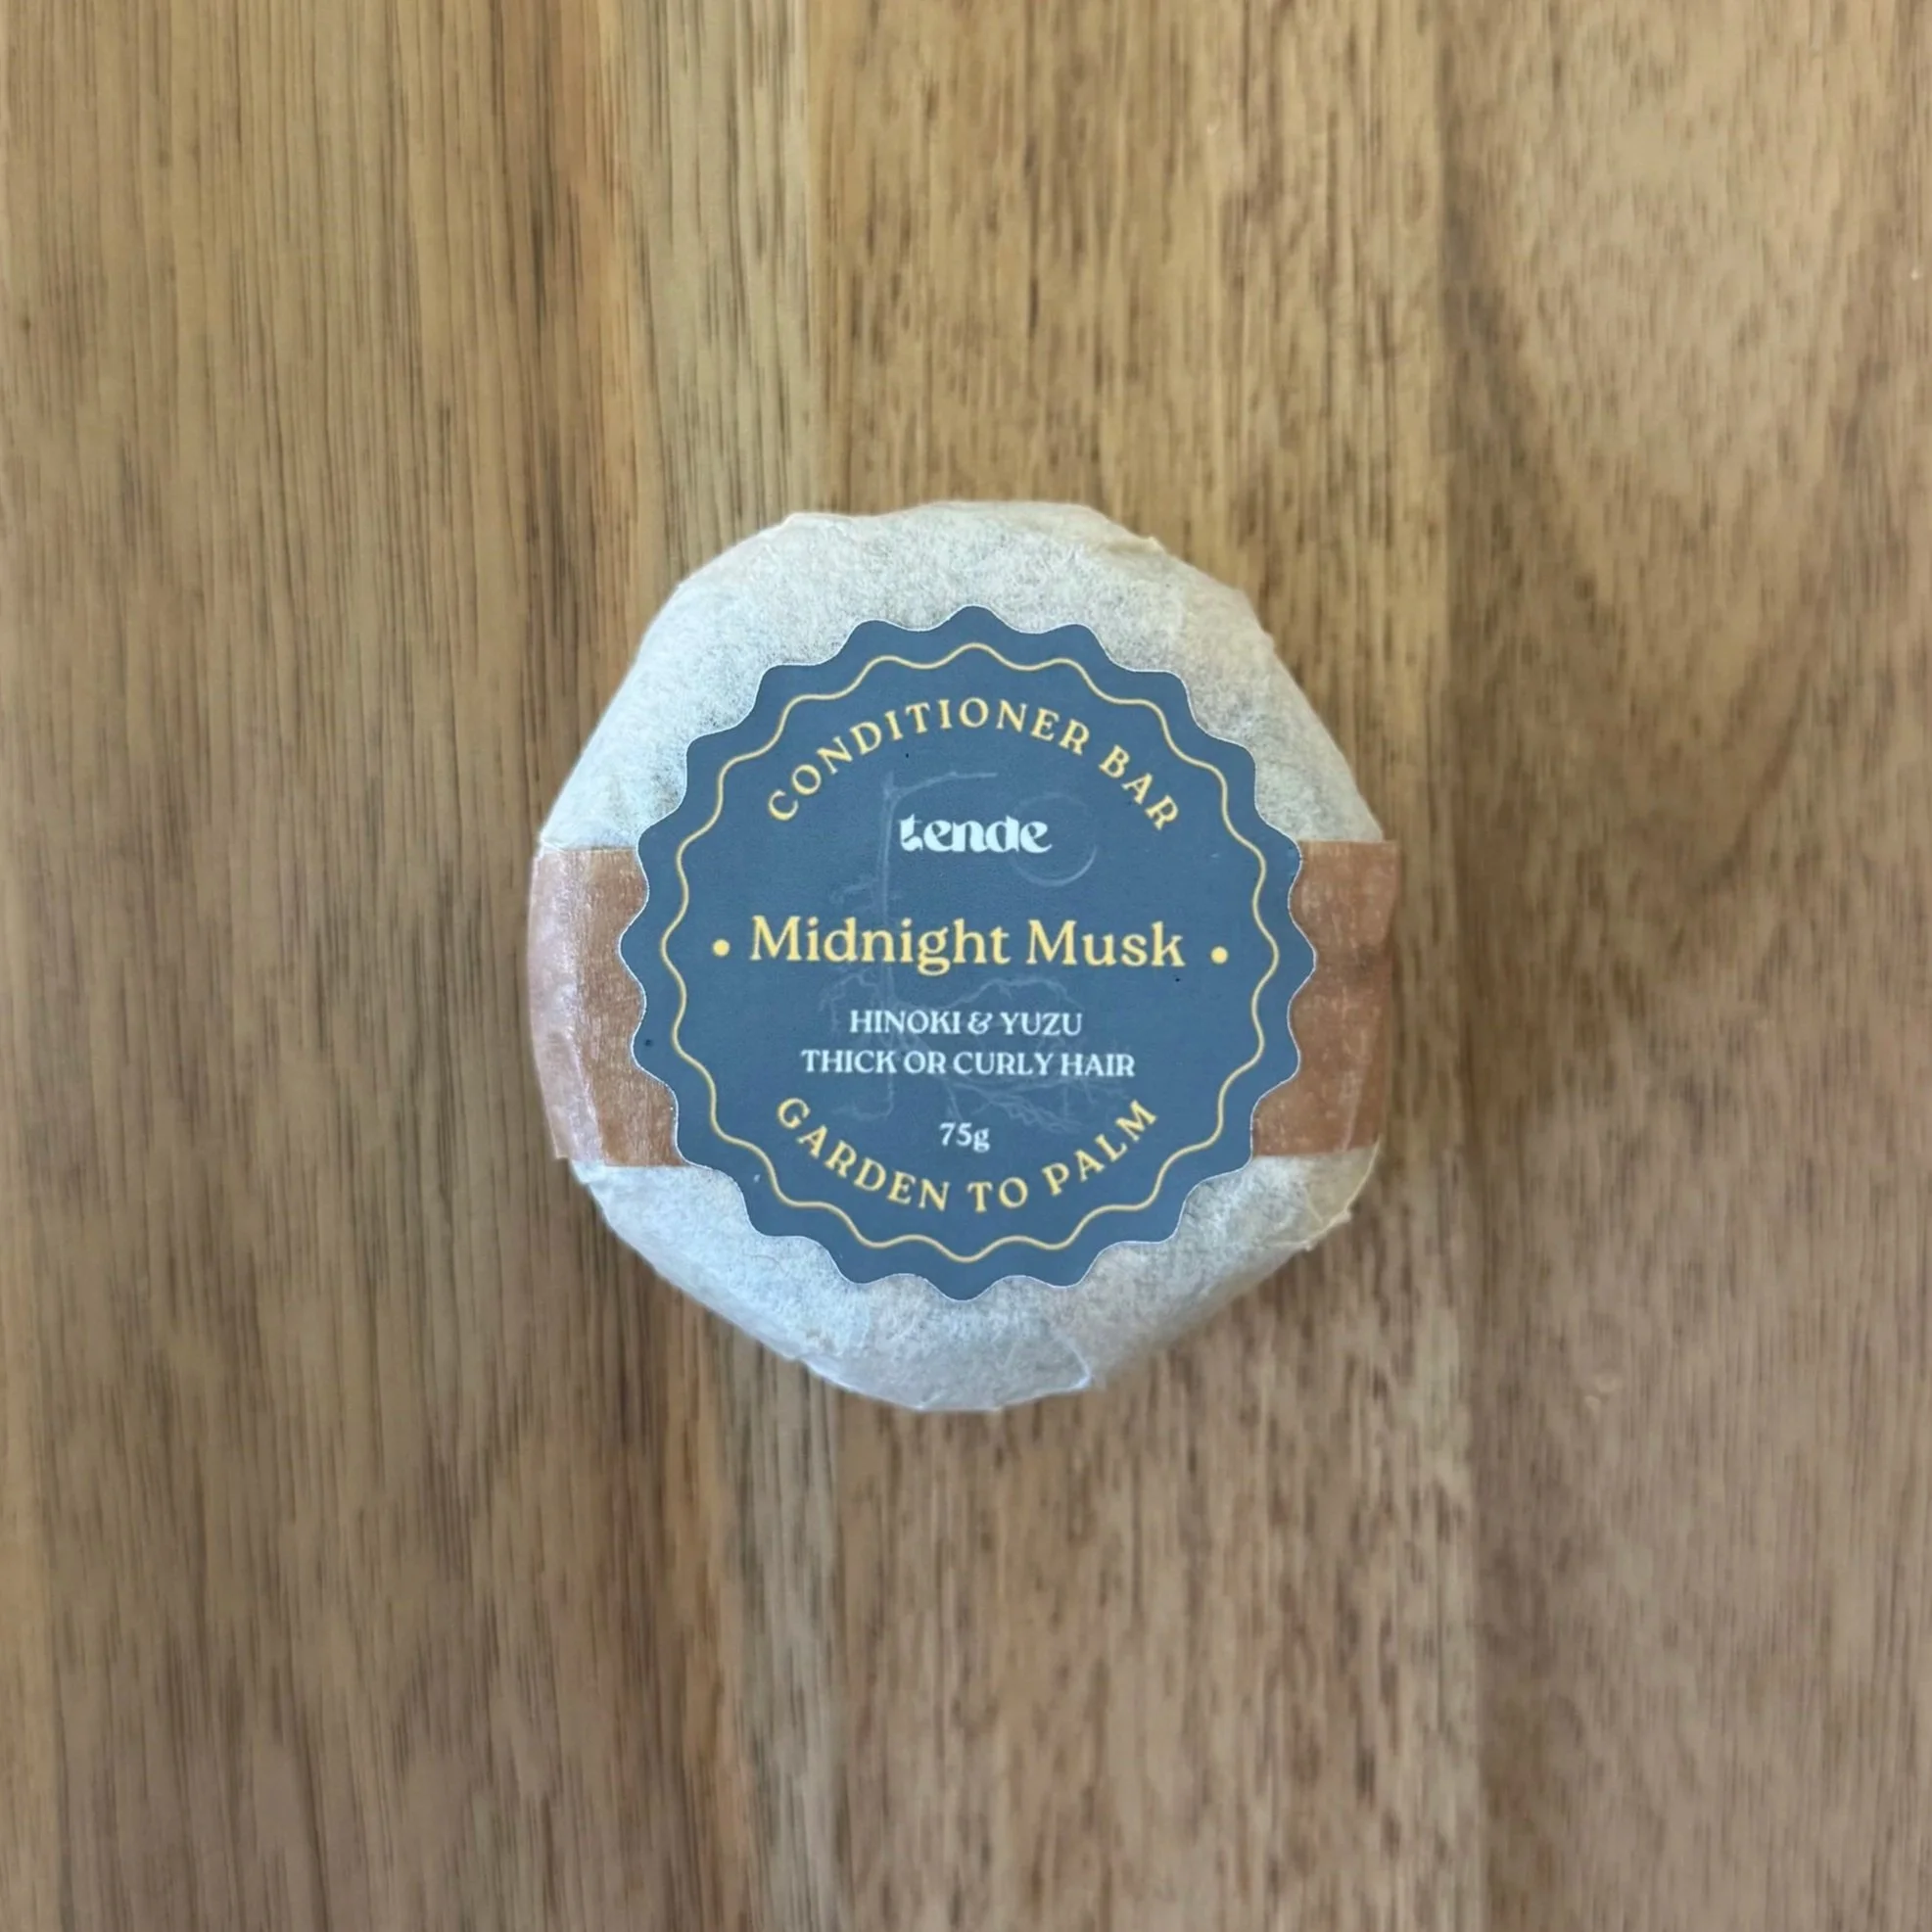 CONDITIONER BAR
tende
• Midnight Musk •
HINOKI & YUZU
THICK OR CURLY HAIR
75g
GARDEN TO PALM